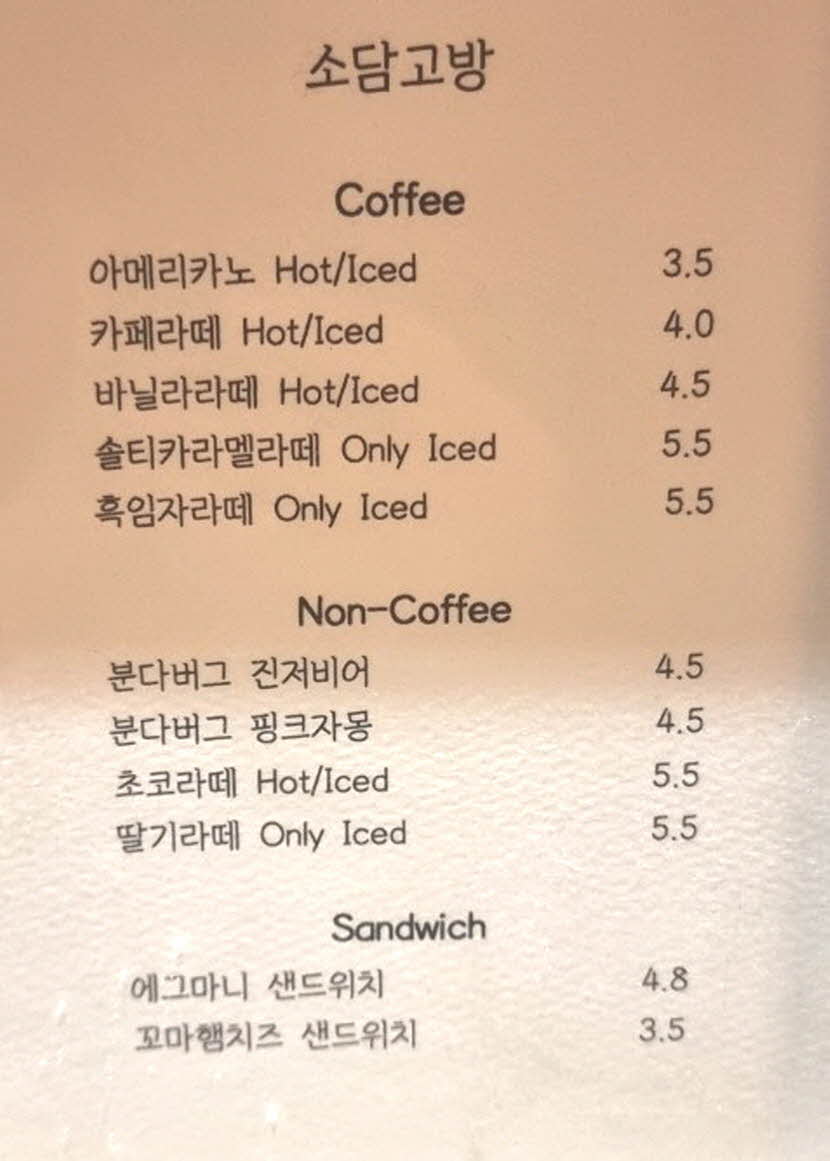 소담고방
Coffee
아메리카노 Hot/Iced 3.5
카페라떼 Hot/Iced 4.0
바닐라라떼 Hot/Iced 4.5
솔티카라멜라떼 Only Iced 5.5
흑임자라떼 Only Iced 5.5
Non-Coffee
분다버그 진저비어 4.5
분다버그 핑크자몽 4.5
초코라떼 Hot/Iced 5.5
딸기라떼 Only Iced 5.5
Sandwich
에그마니 샌드위치 4.8
꼬마햄치즈 샌드위치 3.5